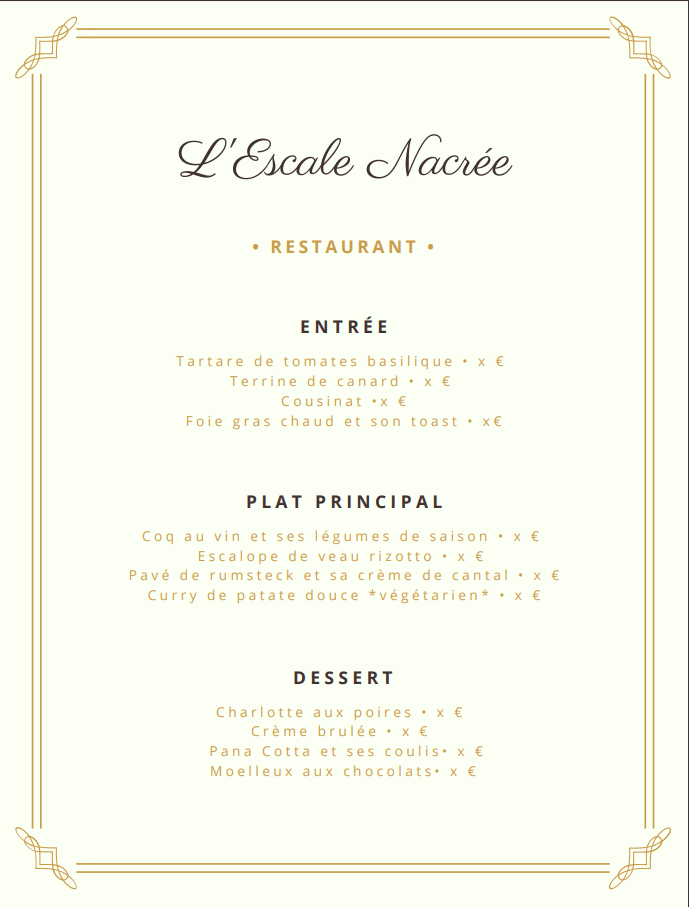 L'Escale Nacrée
• RESTAURANT •
ENTRÉE
Tartare de tomates basilique • x €
Terrine de canard • x €
Cousinat •x €
Foie gras chaud et son toast • x€
PLAT PRINCIPAL
Coq au vin et ses légumes de saison • x €
Escalope de veau rizotto • x €
Pavé de rumsteck et sa crème de cantal • x €
Curry de patate douce *végétarien* • x €
DESSERT
Charlotte aux poires • x €
Crème brulée • x €
Pana Cotta et ses coulis• x €
Moelleux aux chocolats• x €